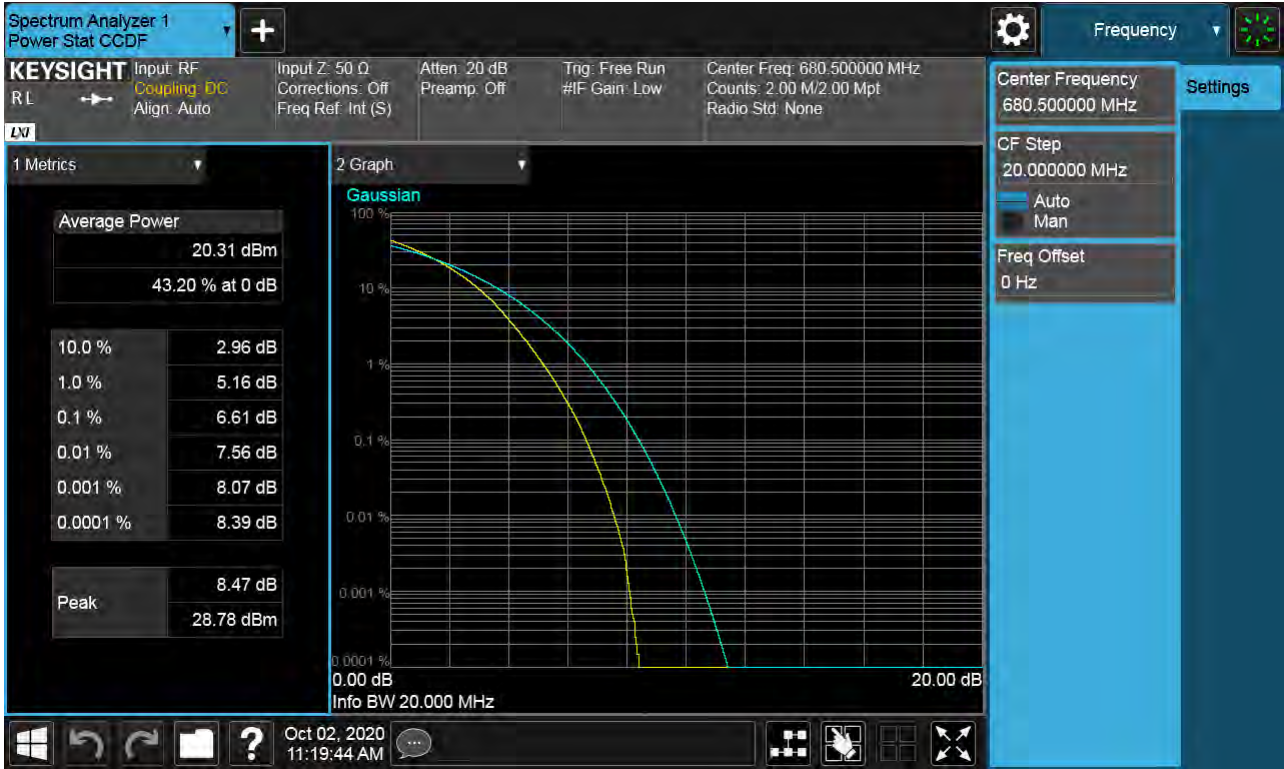 Spectrum Analyzer 1
Power Stat CCDF
Frequency
KEYSIGHT
R L
LXI
Input: RF
Coupling: DC
Align: Auto
Input Z: 50 Ω
Corrections: Off
Freq Ref: Int (S)
Atten: 20 dB
Preamp: Off
Trig: Free Run
#IF Gain: Low
Center Freq: 680.500000 MHz
Counts: 2.00 M/2.00 Mpt
Radio Std: None
Center Frequency
680.500000 MHz
Settings
CF Step
20.000000 MHz
Auto
Man
Freq Offset
0 Hz
1 Metrics
Average Power
20.31 dBm
43.20 % at 0 dB
10.0 % 2.96 dB
1.0 % 5.16 dB
0.1 % 6.61 dB
0.01 % 7.56 dB
0.001 % 8.07 dB
0.0001 % 8.39 dB
Peak
8.47 dB
28.78 dBm
2 Graph
Gaussian
100 %
10 %
1 %
0.1 %
0.01 %
0.001 %
0.0001 %
0.00 dB 20.00 dB
Info BW 20.000 MHz
?
Oct 02, 2020
11:19:44 AM